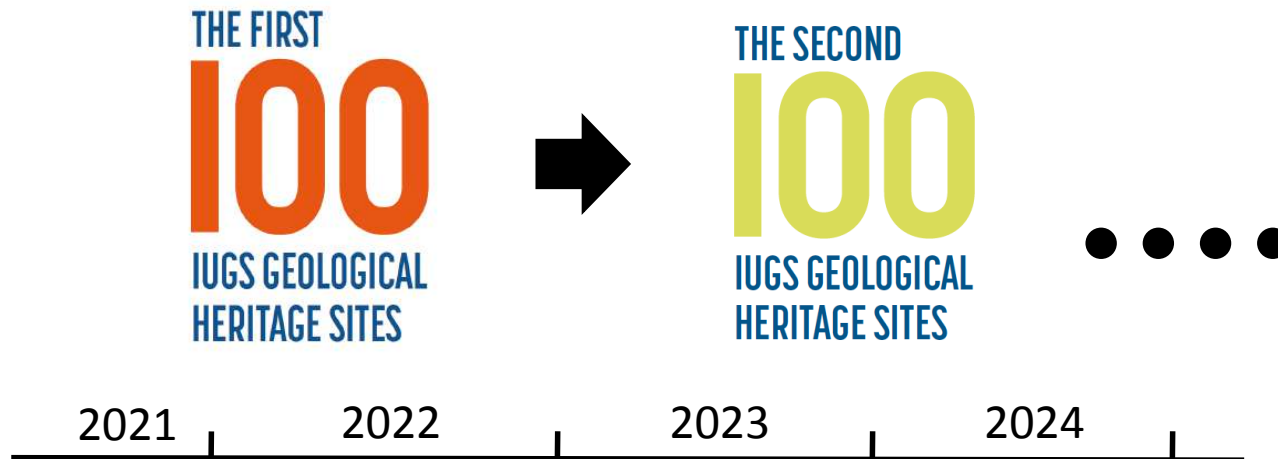 THE FIRST
100
IUGS GEOLOGICAL
HERITAGE SITES
THE SECOND
100
IUGS GEOLOGICAL
HERITAGE SITES
2021 2022 2023 2024